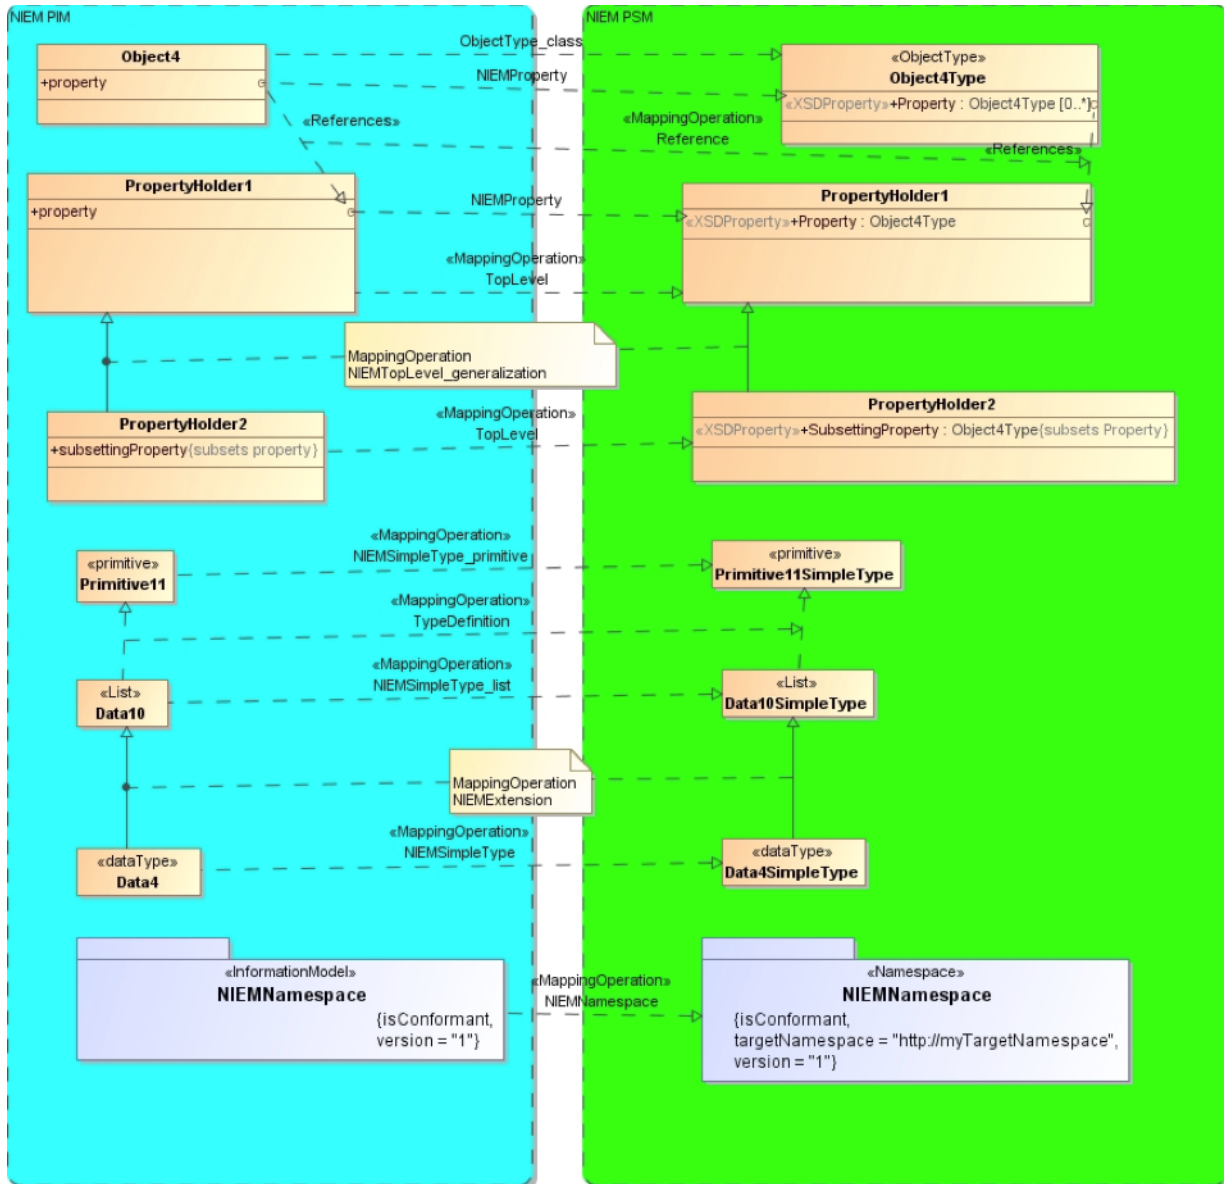 NIEM PIM
NIEM PSM
Object4
+property
ObjectType_class
NIEMProperty
«ObjectType»
Object4Type
«XSDProperty»+Property : Object4Type [0..*]
«References»
«MappingOperation»
Reference
«References»
PropertyHolder1
+property
NIEMProperty
PropertyHolder1
«XSDProperty»+Property : Object4Type
«MappingOperation»
TopLevel
MappingOperation
NIEMTopLevel_generalization
PropertyHolder2
+subsettingProperty{subsets property}
«MappingOperation»
TopLevel
PropertyHolder2
«XSDProperty»+SubsettingProperty : Object4Type{subsets Property}
«primitive»
Primitive11
«MappingOperation»
NIEMSimpleType_primitive
«primitive»
Primitive11SimpleType
«MappingOperation»
TypeDefinition
«List»
Data10
«MappingOperation»
NIEMSimpleType_list
«List»
Data10SimpleType
MappingOperation
NIEMExtension
«dataType»
Data4
«MappingOperation»
NIEMSimpleType
«dataType»
Data4SimpleType
«InformationModel»
NIEMNamespace
{isConformant,
version = "1"}
«MappingOperation»
NIEMNamespace
«Namespace»
NIEMNamespace
{isConformant,
targetNamespace = "http://myTargetNamespace",
version = "1"}